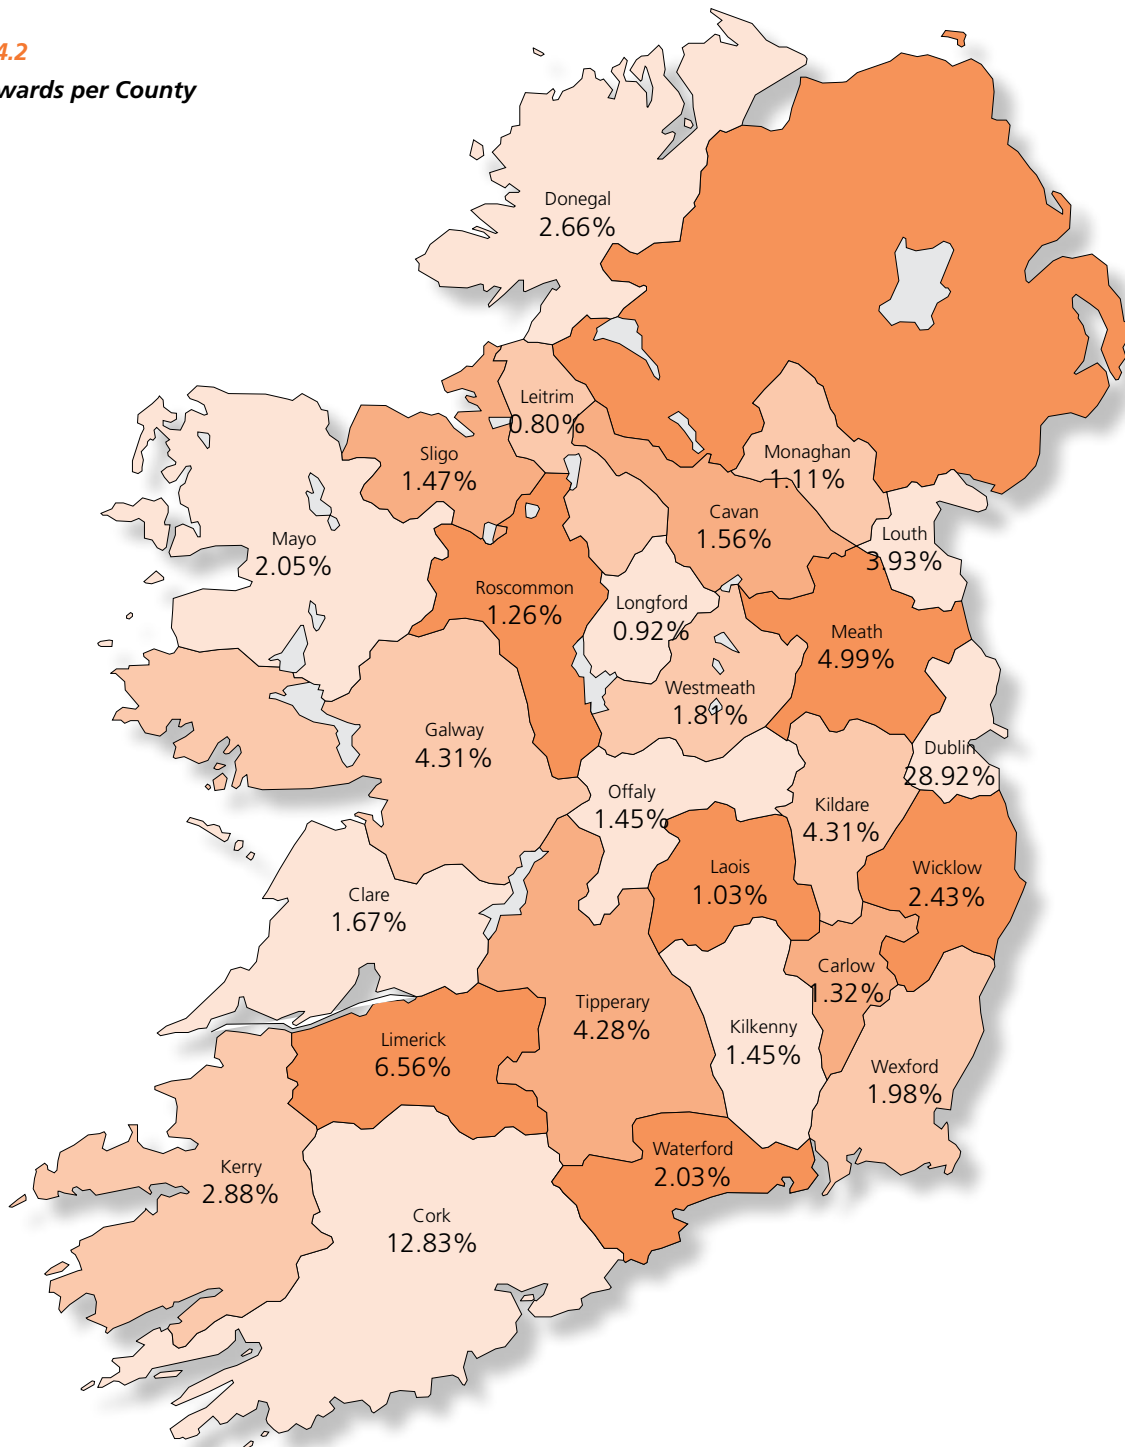 4.2
wards per County
Donegal
2.66%
Leitrim
0.80%
Sligo
1.47%
Monaghan
1.11%
Cavan
1.56%
Louth
3.93%
Mayo
2.05%
Roscommon
1.26%
Longford
0.92%
Meath
4.99%
Westmeath
1.81%
Galway
4.31%
Dublin
28.92%
Offaly
1.45%
Kildare
4.31%
Laois
1.03%
Wicklow
2.43%
Clare
1.67%
Carlow
1.32%
Tipperary
4.28%
Kilkenny
1.45%
Limerick
6.56%
Wexford
1.98%
Waterford
2.03%
Kerry
2.88%
Cork
12.83%